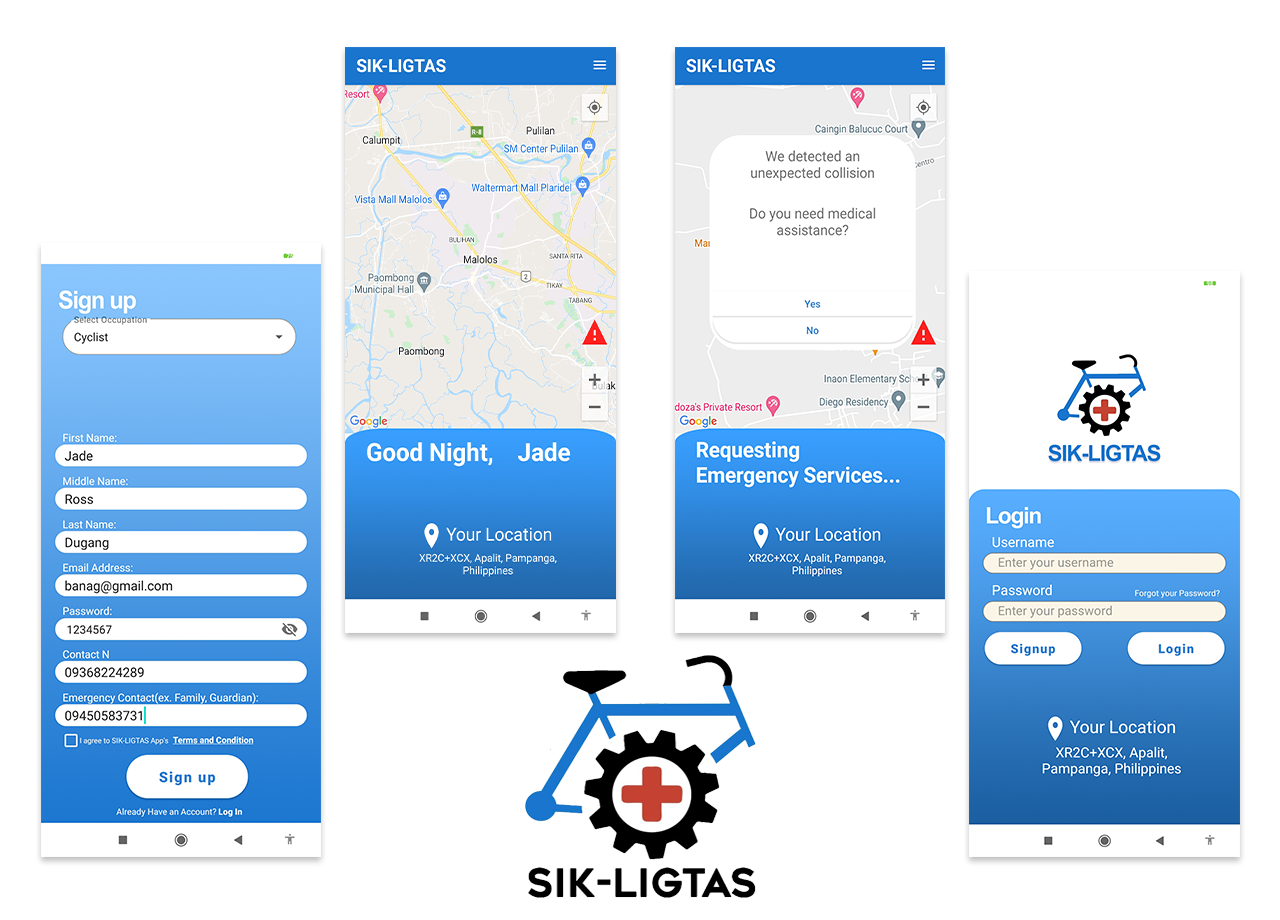 Sign up
Select Occupation
Cyclist
First Name:
Jade
Middle Name:
Ross
Last Name:
Dugang
Email Address:
banag@gmail.com
Password:
1234567
Contact N
09368224289
Emergency Contact(ex. Family, Guardian):
09450583731
I agree to SIK-LIGTAS App's Terms and Condition
Sign up
Already Have an Account? Log In
SIK-LIGTAS
Resort
R-8
Pulilan
Calumpit
SM Center Pulilan
Waltermart Mall Plaridel
Vista Mall Malolos
BULIHAN
SANTA RITA
Malolos
2
Paombong
Municipal Hall
TIKAY
TABANG
Paombong
Bulak
Google
Good Night, Jade
Your Location
XR2C+XCX, Apalit, Pampanga,
Philippines
SIK-LIGTAS
Caingin Balucuc Court
Centro
We detected an
unexpected collision
Do you need medical
assistance?
Mar
Yes
No
Inaon Elementary Sch
Diego Residency
doza's Private Resort
Google
Requesting
Emergency Services...
Your Location
XR2C+XCX, Apalit, Pampanga,
Philippines
SIK-LIGTAS
Login
Username
Enter your username
Password
Forgot your Password?
Enter your password
Signup
Login
Your Location
XR2C+XCX, Apalit,
Pampanga, Philippines
SIK-LIGTAS